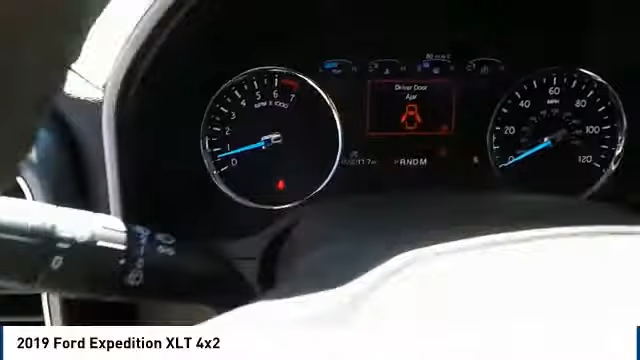 Driver Door
Ajar
5 6 7
4
3
2
1
0
RPM X 1000
60
40 80
MPH
20 100
0 120
PRNDM
2019 Ford Expedition XLT 4x2